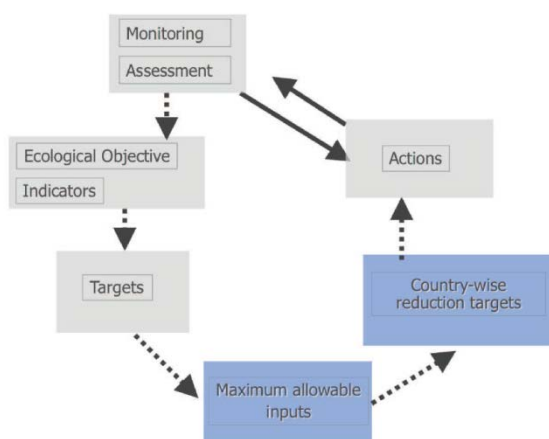 Monitoring
Assessment
Ecological Objective
Indicators
Actions
Targets
Country-wise
reduction targets
Maximum allowable
inputs